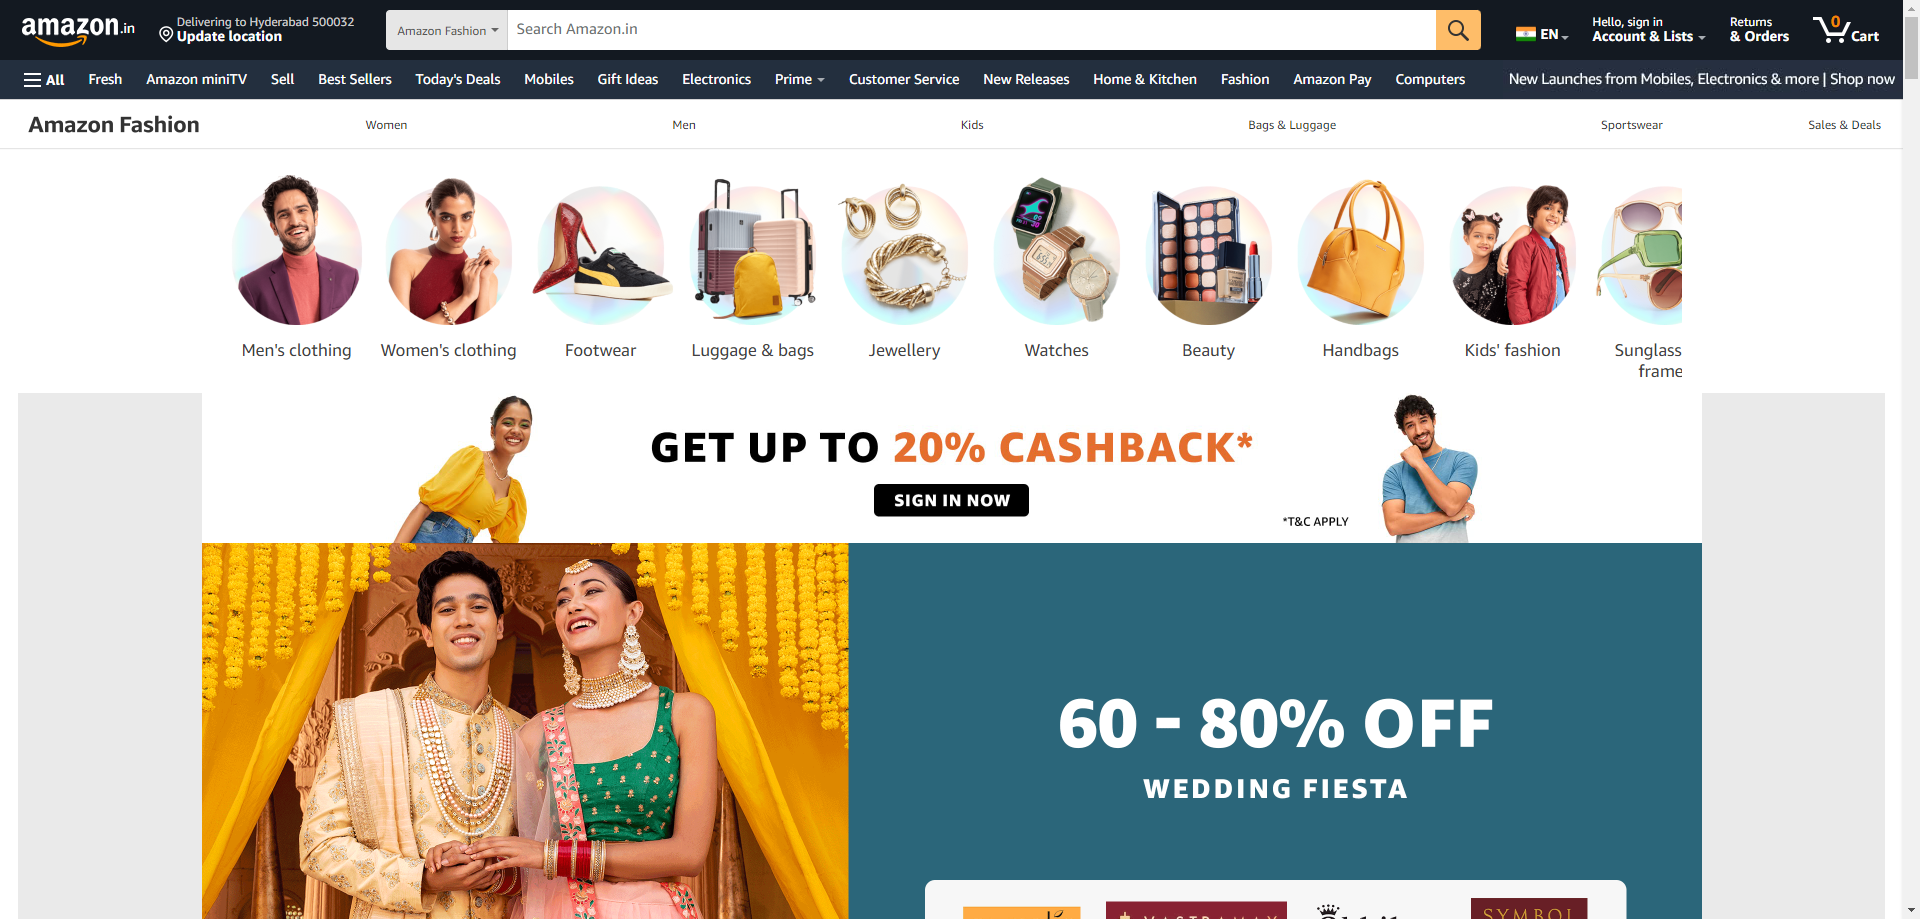 amazon.in
Delivering to Hyderabad 500032
Update location
Amazon Fashion
Search Amazon.in
EN
Hello, sign in
Account & Lists
Returns
& Orders
0
Cart
All
Fresh
Amazon miniTV
Sell
Best Sellers
Today's Deals
Mobiles
Gift Ideas
Electronics
Prime
Customer Service
New Releases
Home & Kitchen
Fashion
Amazon Pay
Computers
New Launches from Mobiles, Electronics & more | Shop now
Amazon Fashion
Women
Men
Kids
Bags & Luggage
Sportswear
Sales & Deals
Men's clothing
Women's clothing
Footwear
Luggage & bags
Jewellery
Watches
Beauty
Handbags
Kids' fashion
Sunglass
frame
GET UP TO 20% CASHBACK*
SIGN IN NOW
*T&C APPLY
60 - 80% OFF
WEDDING FIESTA
SYMBOL